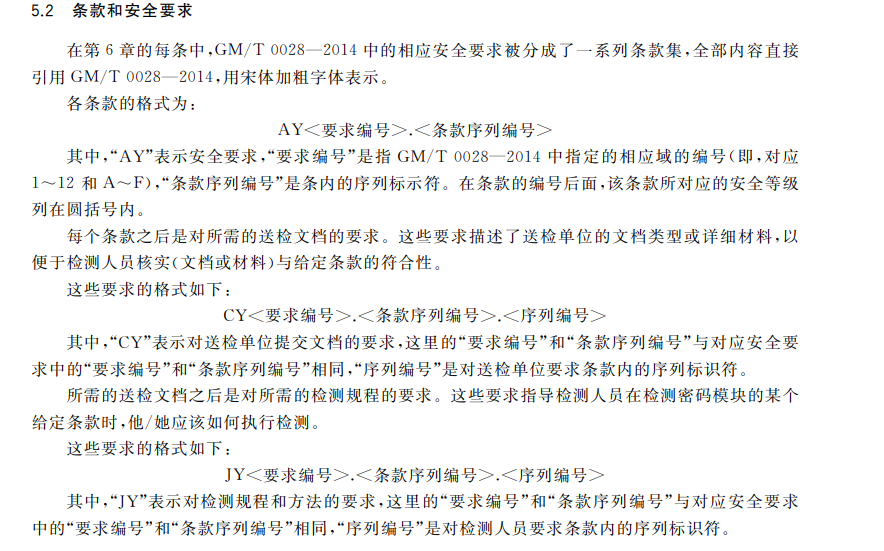 5.2 条款和安全要求
在第 6 章的每条中,GM/T 0028—2014 中的相应安全要求被分成了一系列条款集,全部内容直接
引用 GM/T 0028—2014,用宋体加粗字体表示。
各条款的格式为:
AY<要求编号>.<条款序列编号>
其中,“AY”表示安全要求,“要求编号”是指 GM/T 0028—2014 中指定的相应域的编号(即,对应
1~12 和 A~F),“条款序列编号”是条内的序列标示符。在条款的编号后面,该条款所对应的安全等级
列在圆括号内。
每个条款之后是对所需的送检文档的要求。这些要求描述了送检单位的文档类型或详细材料,以
便于检测人员核实(文档或材料)与给定条款的符合性。
这些要求的格式如下:
CY<要求编号>.<条款序列编号>.<序列编号>
其中,“CY”表示对送检单位提交文档的要求,这里的“要求编号”和“条款序列编号”与对应安全要
求中的“要求编号”和“条款序列编号”相同,“序列编号”是对送检单位要求条款内的序列标识符。
所需的送检文档之后是对所需的检测规程的要求。这些要求指导检测人员在检测密码模块的某个
给定条款时,他/她应该如何执行检测。
这些要求的格式如下:
JY<要求编号>.<条款序列编号>.<序列编号>
其中,“JY”表示对检测规程和方法的要求,这里的“要求编号”和“条款序列编号”与对应安全要求
中的“要求编号”和“条款序列编号”相同,“序列编号”是对检测人员要求条款内的序列标识符。